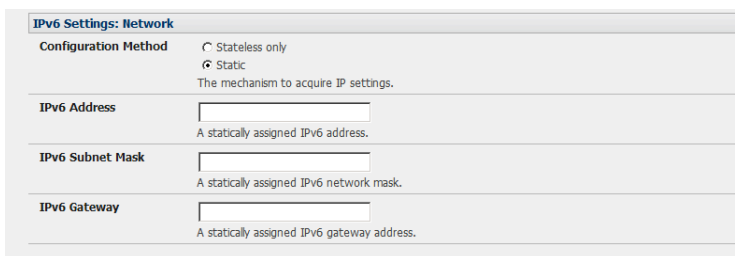 IPv6 Settings: Network
Configuration Method
Stateless only
Static
The mechanism to acquire IP settings.
IPv6 Address
A statically assigned IPv6 address.
IPv6 Subnet Mask
A statically assigned IPv6 network mask.
IPv6 Gateway
A statically assigned IPv6 gateway address.